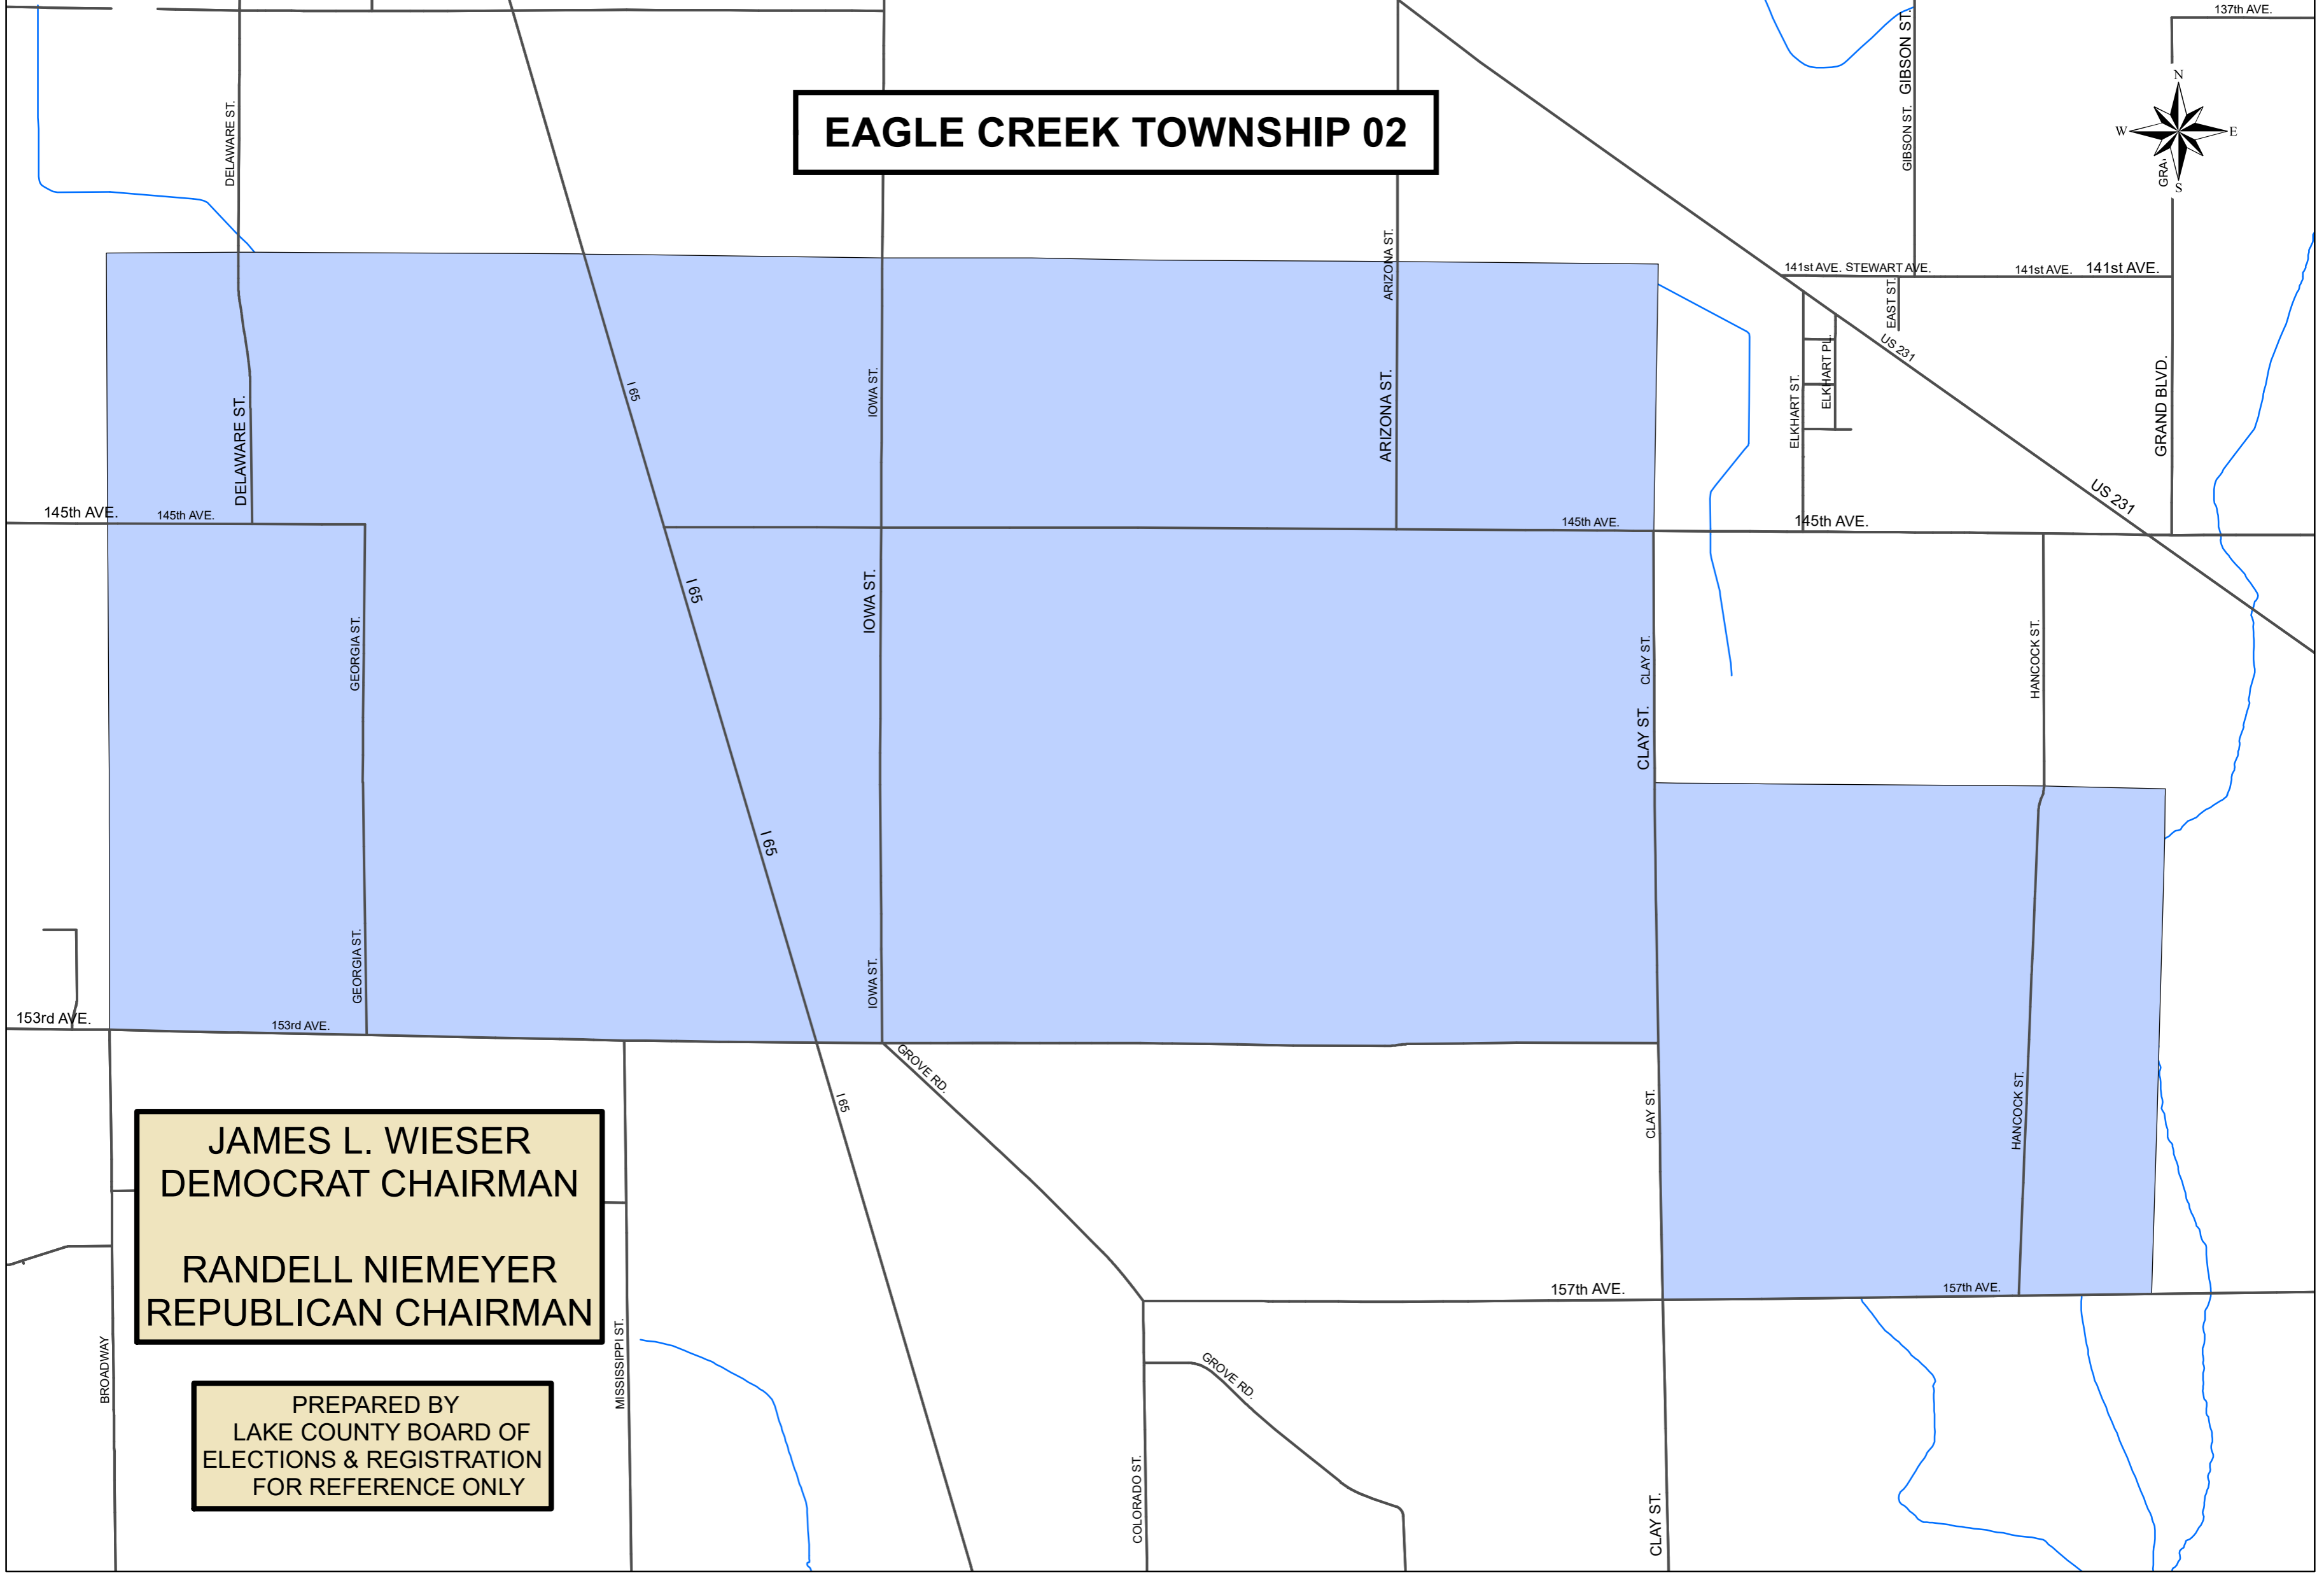 137th AVE.
GIBSON ST.
N
DELAWARE ST.
EAGLE CREEK TOWNSHIP 02
GIBSON ST.
W
E
S
ARIZONA ST.
141st AVE.
STEWART AVE.
141st AVE.
141st AVE.
EAST ST.
US 231
ELKHART PL.
ELKHART ST.
GRAND BLVD.
I 65
IOWA ST.
ARIZONA ST.
DELAWARE ST.
US 231
145th AVE.
145th AVE.
145th AVE.
145th AVE.
I 65
IOWA ST.
GEORGIA ST.
CLAY ST.
HANCOCK ST.
CLAY ST.
I 65
GEORGIA ST.
IOWA ST.
153rd AVE.
153rd AVE.
GROVE RD.
I 65
CLAY ST.
HANCOCK ST.
JAMES L. WIESER
DEMOCRAT CHAIRMAN
RANDELL NIEMEYER
REPUBLICAN CHAIRMAN
157th AVE.
157th AVE.
BROADWAY
MISSISSIPPI ST.
GROVE RD.
PREPARED BY
LAKE COUNTY BOARD OF
ELECTIONS & REGISTRATION
FOR REFERENCE ONLY
COLORADO ST.
CLAY ST.